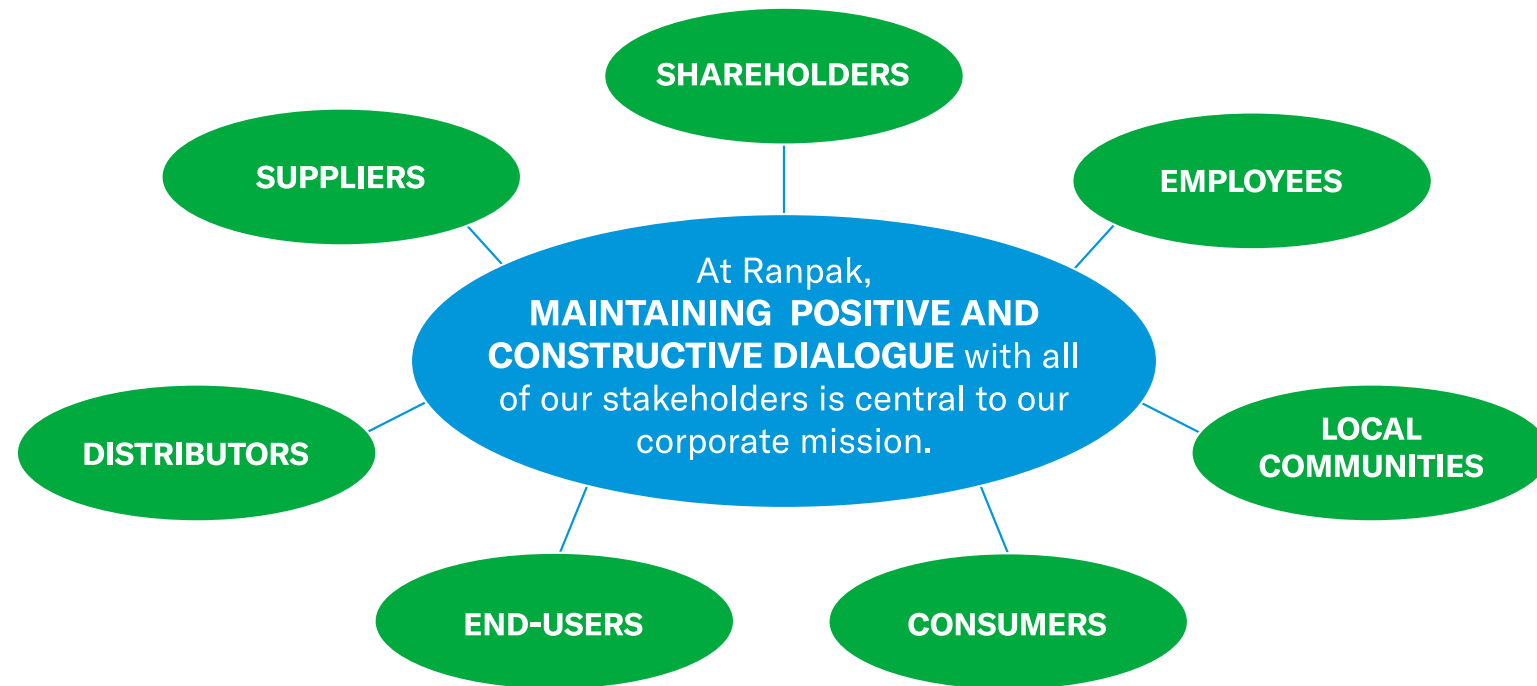 SHAREHOLDERS
SUPPLIERS
EMPLOYEES
At Ranpak,
MAINTAINING POSITIVE AND
CONSTRUCTIVE DIALOGUE with all
of our stakeholders is central to our
corporate mission.
DISTRIBUTORS
LOCAL
COMMUNITIES
END-USERS
CONSUMERS